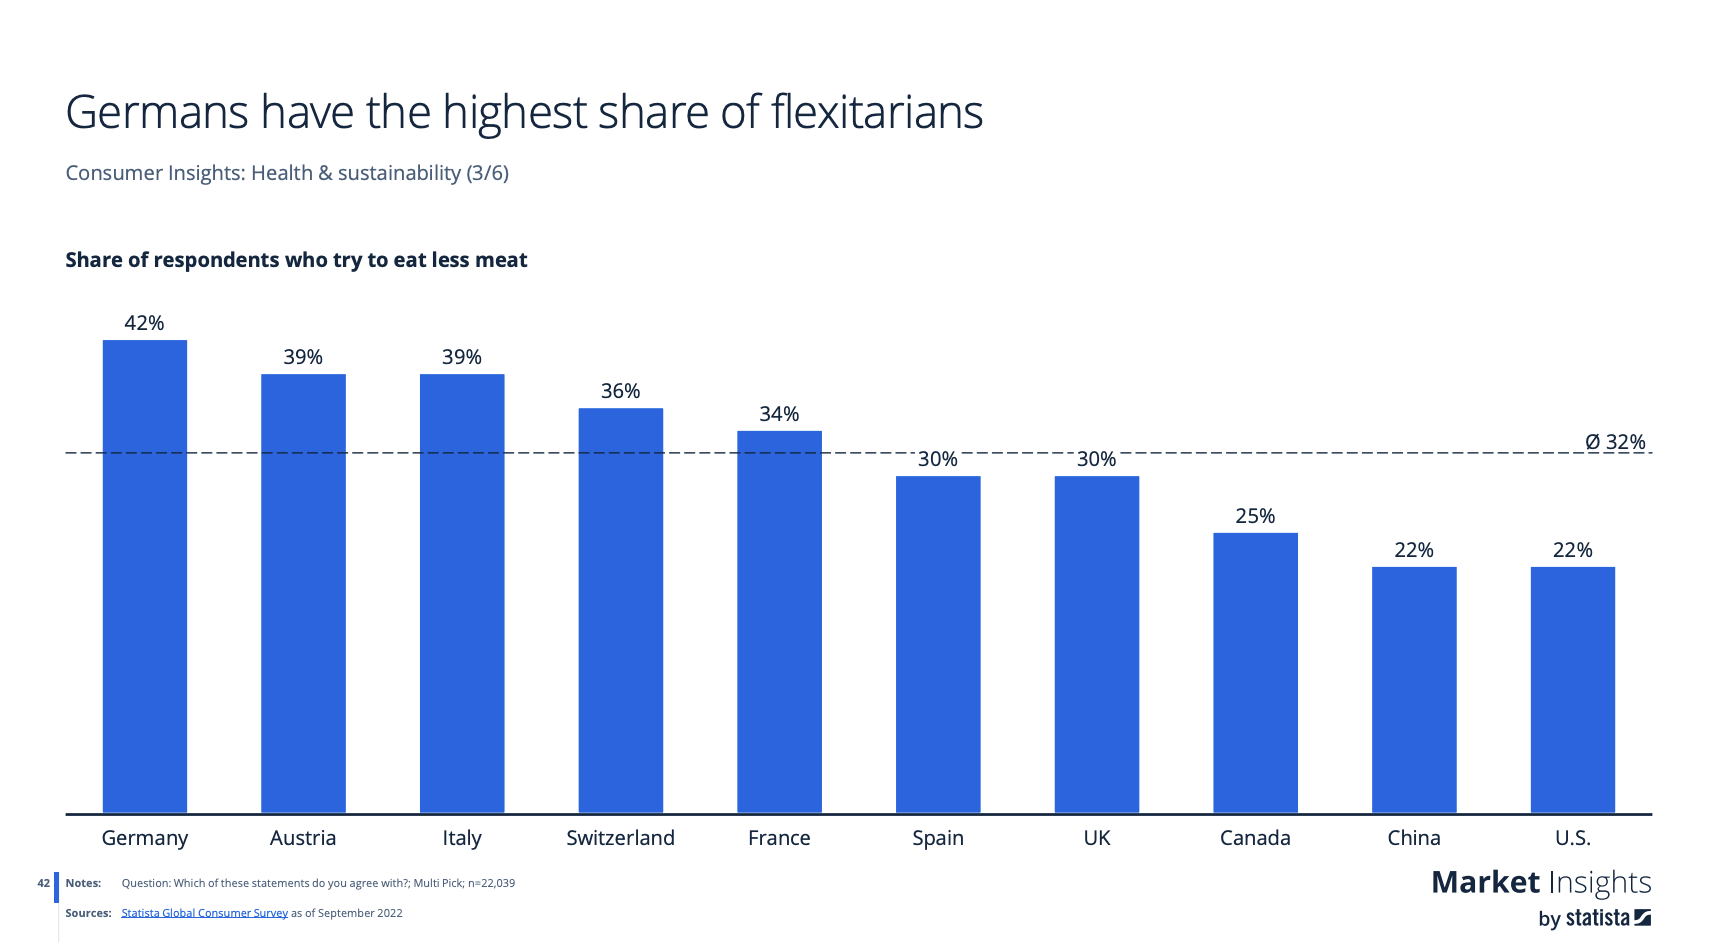 Germans have the highest share of flexitarians
Consumer Insights: Health & sustainability (3/6)
Share of respondents who try to eat less meat
42%
39%
39%
36%
34%
30%
30%
25%
22%
22%
Ø 32%
Germany
Austria
Italy
Switzerland
France
Spain
UK
Canada
China
U.S.
42
Notes: Question: Which of these statements do you agree with?; Multi Pick; n=22,039
Sources: Statista Global Consumer Survey as of September 2022
Market Insights
by statista